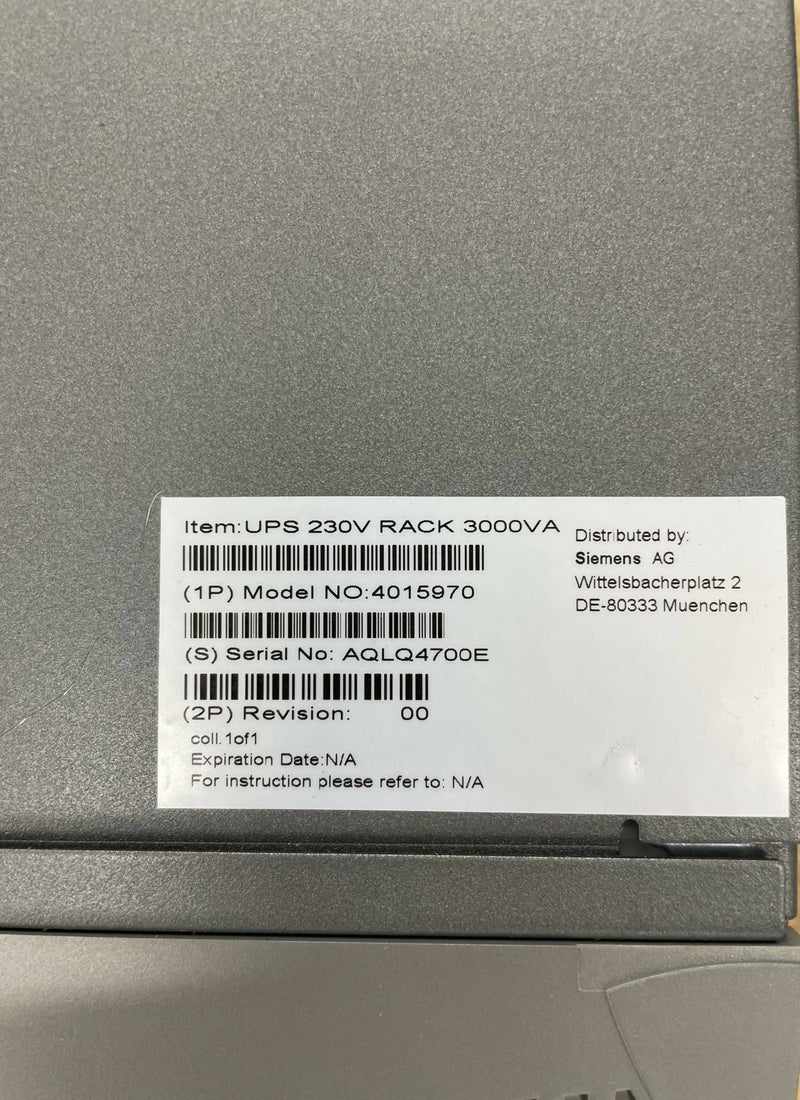 Item:UPS 230V RACK 3000VA
(1P) Model NO:4015970
(S) Serial No: AQLQ4700E
(2P) Revision: 00
coll.1of1
Expiration Date:N/A
For instruction please refer to: N/A
Distributed by:
Siemens AG
Wittelsbacherplatz 2
DE-80333 Muenchen